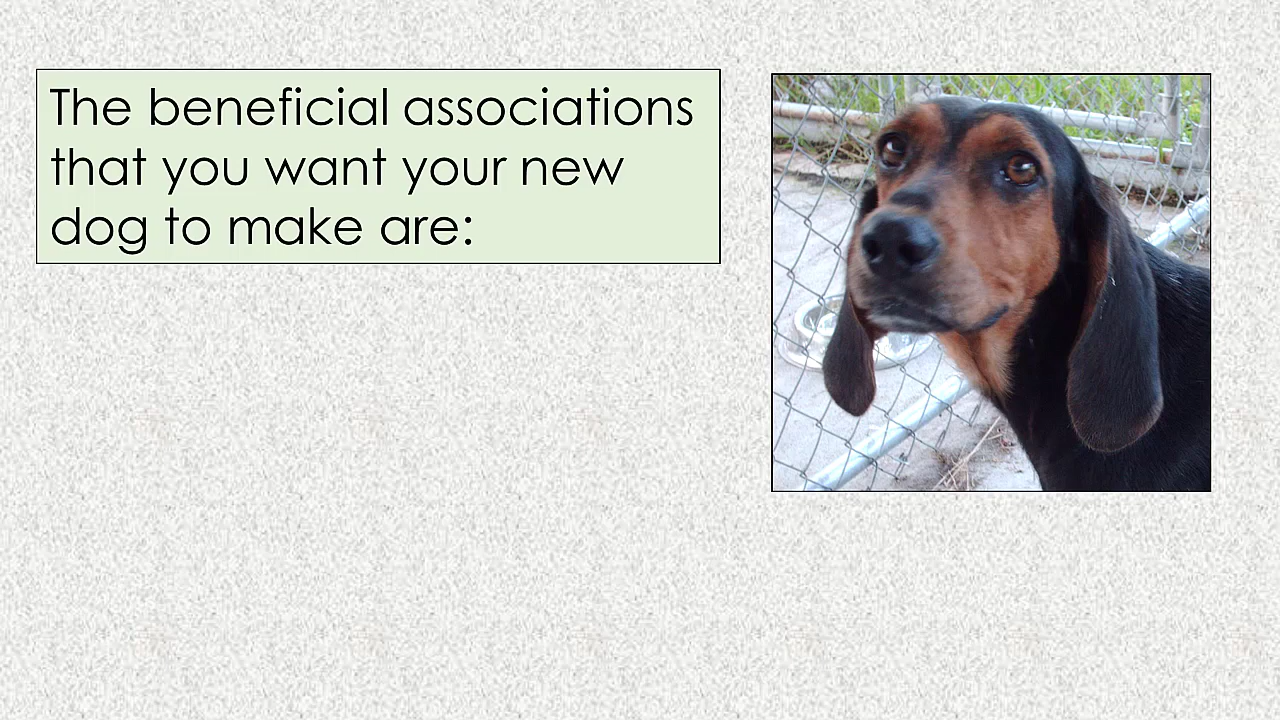 The beneficial associations
that you want your new
dog to make are: